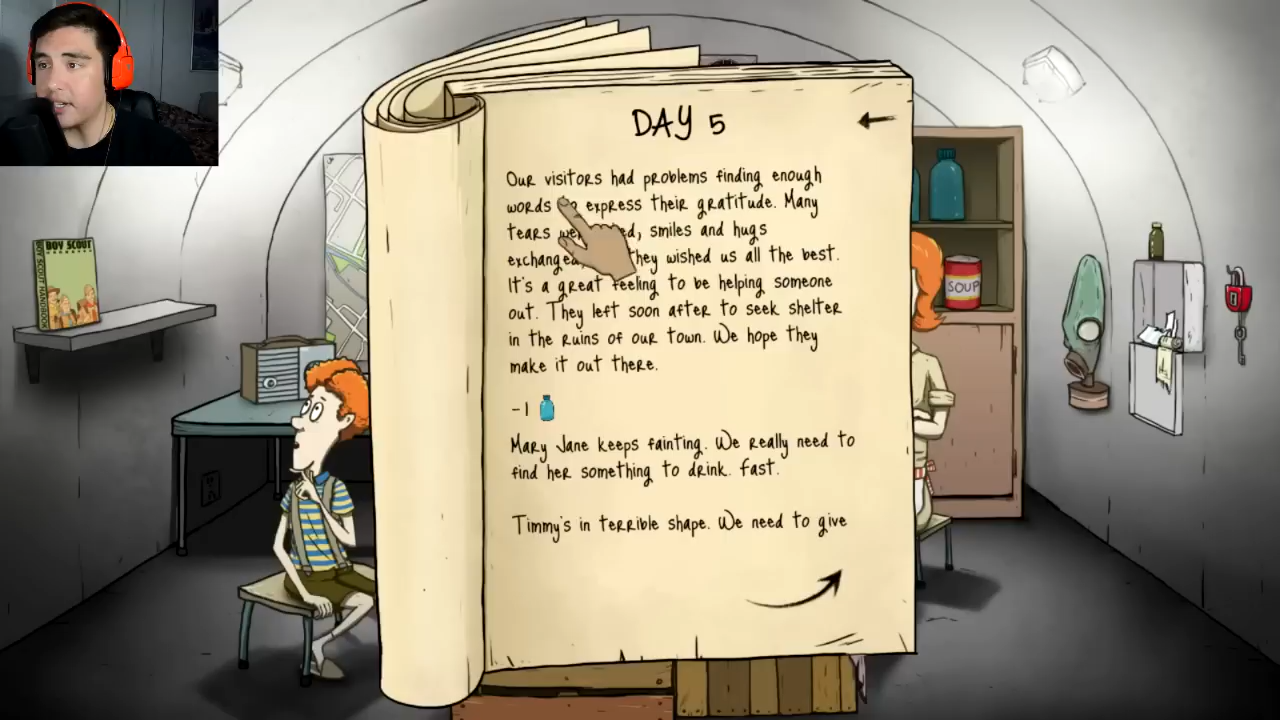 DAY 5
Our visitors had problems finding enough
words express their gratitude. Many
tears, smiles and hugs
they wished us all the best.
It's a great feeling to be helping someone
out. They left soon after to seek shelter
in the ruins of our town. We hope they
make it out there.
-1
Mary Jane keeps fainting. We really need to
find her something to drink. Fast.
Timmy's in terrible shape. We need to give
BOY SCOUT
BOY SCOUT HANDBOOK
SOUP